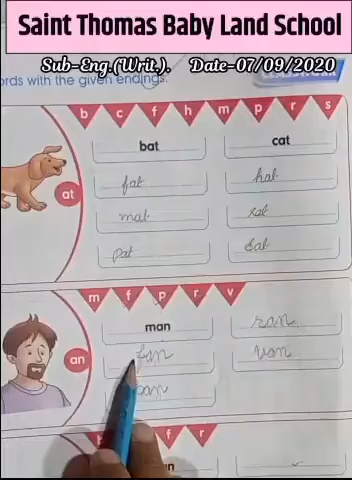 Saint Thomas Baby Land School
Sub-Eng.(Writ,). Date-07/09/2020
ords with the given endings.
b c f h m p r s
at
bat cat
fat hat
mat rat
pat sat
m f p r v
an
man ran
fan van
pan
f r